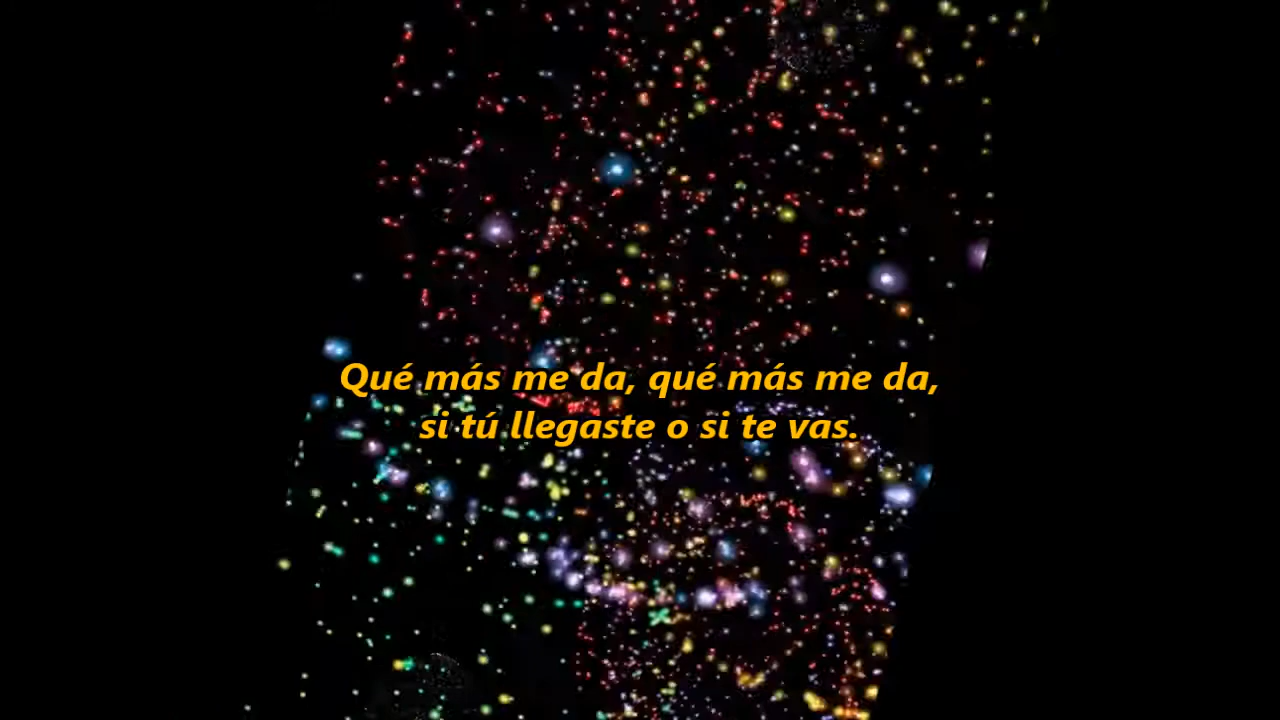 Qué más me da, qué más me da,
si tú llegaste o si te vas.